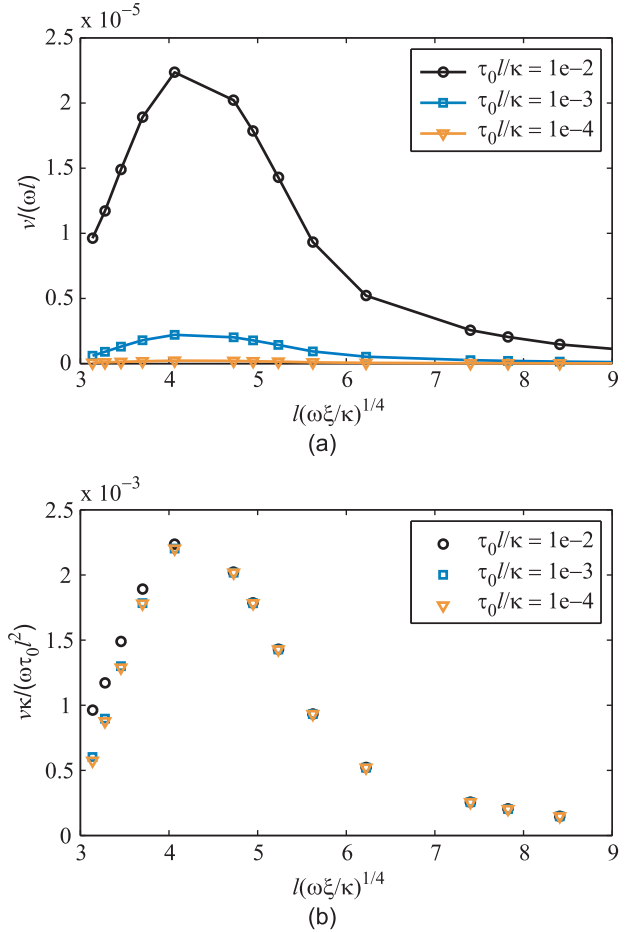 x 10⁻⁵
2.5
2
1.5
1
0.5
0
v/(ωl)
τ₀l/κ = 1e−2
τ₀l/κ = 1e−3
τ₀l/κ = 1e−4
3 4 5 6 7 8 9
l(ωξ/κ)^1/4
(a)
x 10⁻³
2.5
2
1.5
1
0.5
0
vκ/(ωτ₀l²)
τ₀l/κ = 1e−2
τ₀l/κ = 1e−3
τ₀l/κ = 1e−4
3 4 5 6 7 8 9
l(ωξ/κ)^1/4
(b)